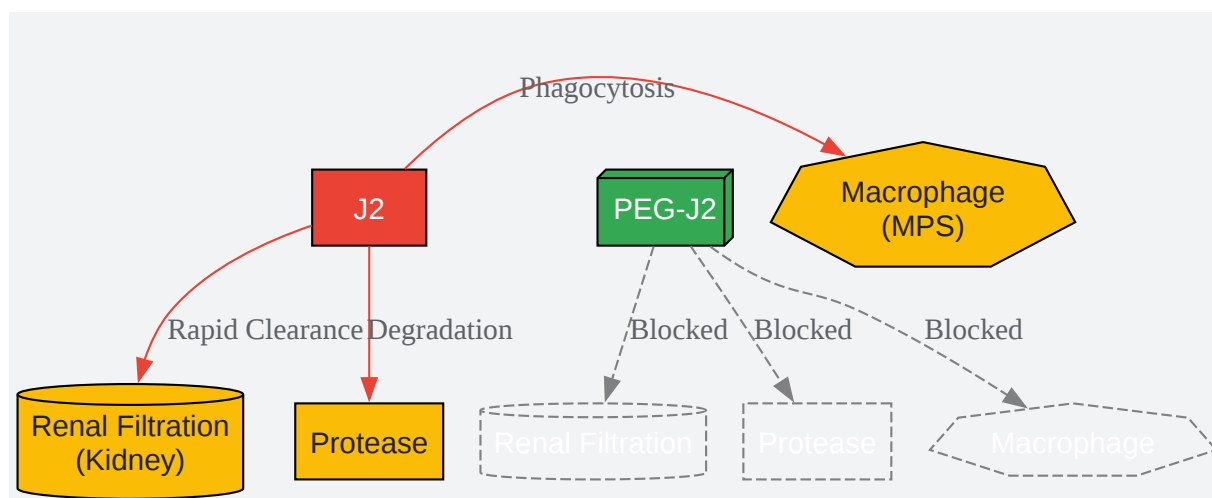 Phagocytosis
J2
PEG-J2
Macrophage
(MPS)
Rapid Clearance
Degradation
Blocked
Blocked
Blocked
Renal Filtration
(Kidney)
Protease
Renal Filtration
Protease
Macrophage